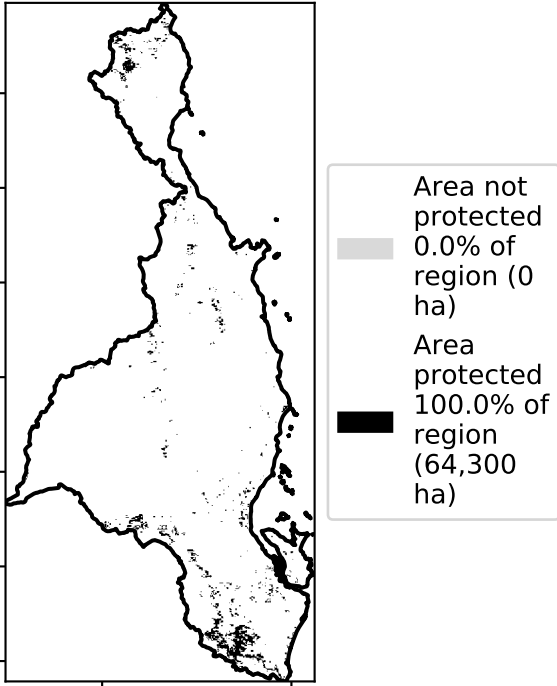 Area not
protected
0.0% of
region (0
ha)
Area
protected
100.0% of
region
(64,300
ha)